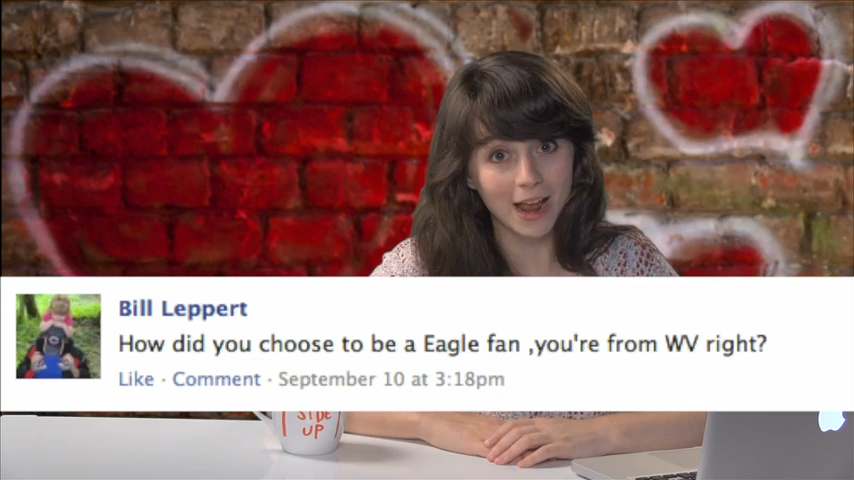 Bill Leppert
How did you choose to be a Eagle fan ,you're from WV right?
Like · Comment · September 10 at 3:18pm
SIDE
UP